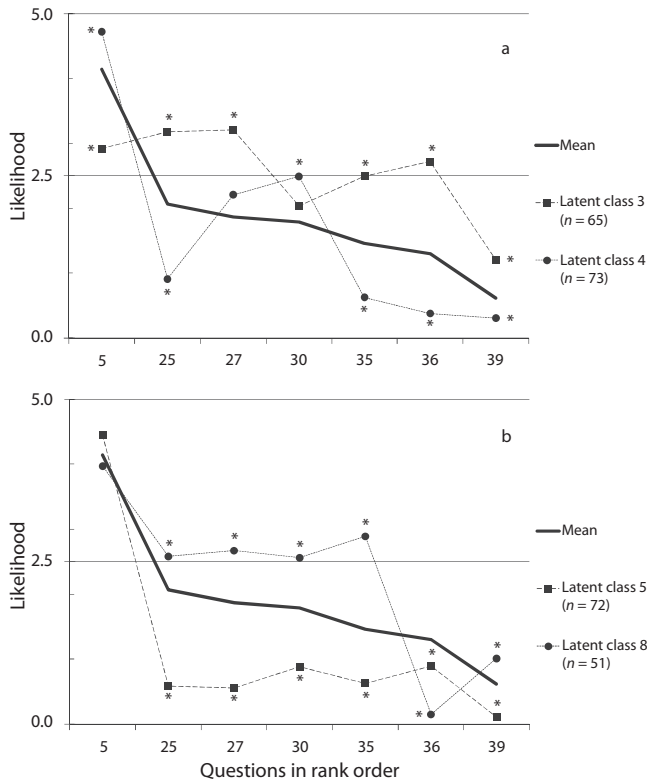 5.0
a
*
*
*
*
*
*
*
Likelihood
2.5
*
*
*
*
*
*
0.0
5 25 27 30 35 36 39
Mean
Latent class 3
(n = 65)
Latent class 4
(n = 73)
5.0
b
*
*
*
*
Likelihood
2.5
*
*
*
*
*
*
*
*
0.0
5 25 27 30 35 36 39
Questions in rank order
Mean
Latent class 5
(n = 72)
Latent class 8
(n = 51)